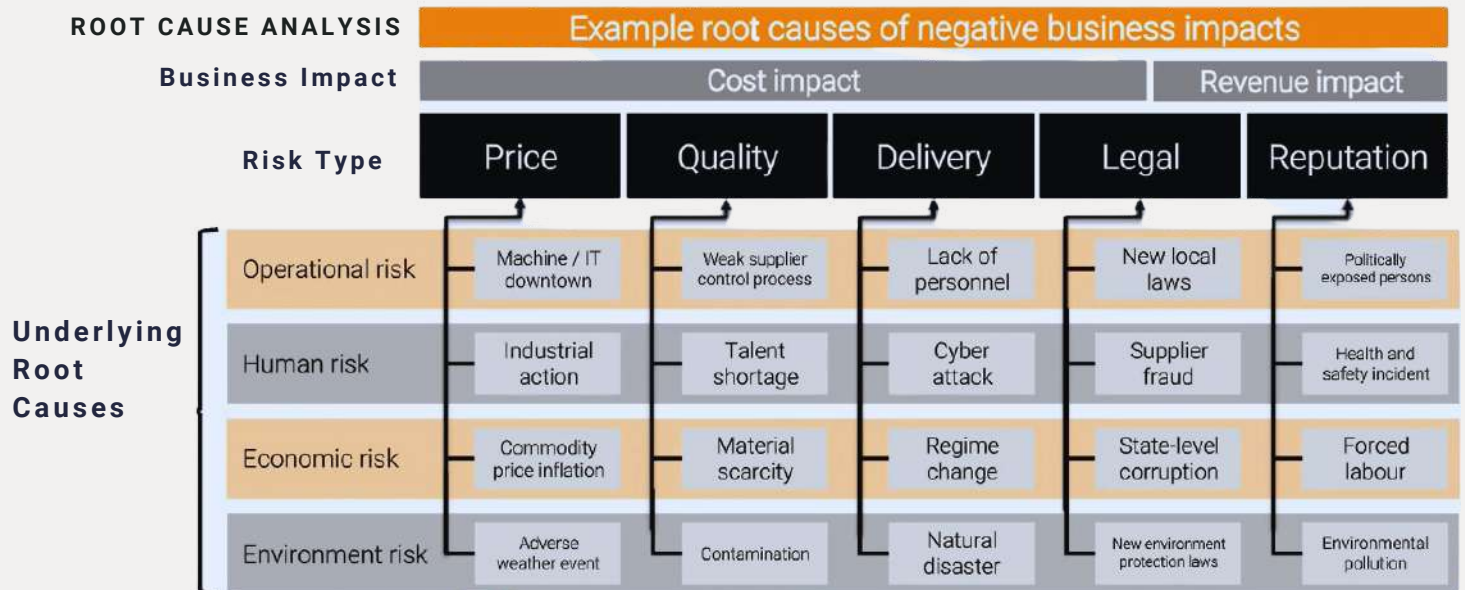 ROOT CAUSE ANALYSIS
Example root causes of negative business impacts
Business Impact
Cost impact
Revenue impact
Risk Type
Price
Quality
Delivery
Legal
Reputation
Underlying
Root
Causes
Operational risk
Machine / IT
downtown
Weak supplier
control process
Lack of
personnel
New local
laws
Politically
exposed persons
Human risk
Industrial
action
Talent
shortage
Cyber
attack
Supplier
fraud
Health and
safety incident
Economic risk
Commodity
price inflation
Material
scarcity
Regime
change
State-level
corruption
Forced
labour
Environment risk
Adverse
weather event
Contamination
Natural
disaster
New environment
protection laws
Environmental
pollution